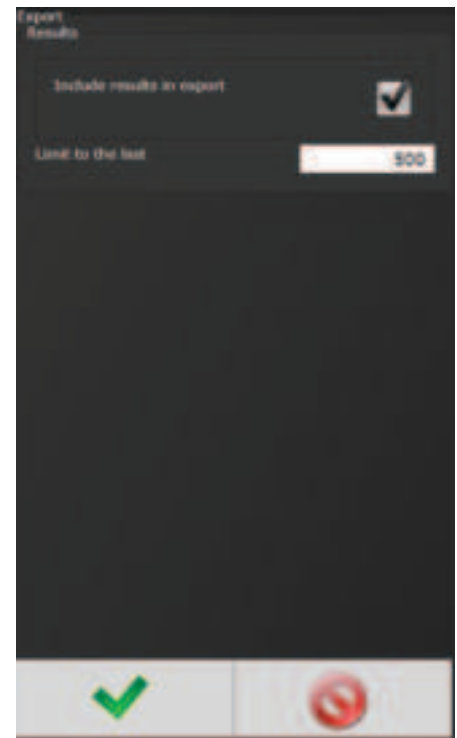 Export
Results
Include results in export
Limit to the last
500